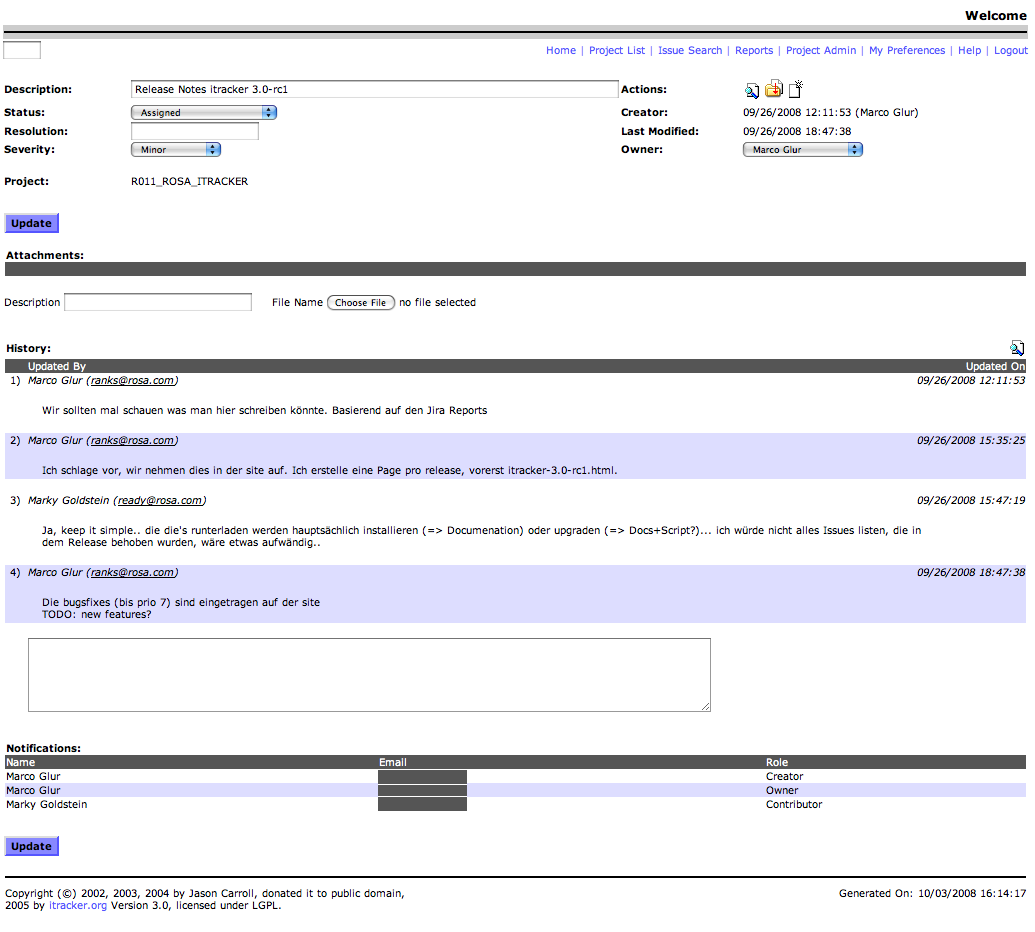 Welcome
Home | Project List | Issue Search | Reports | Project Admin | My Preferences | Help | Logout
Description: Release Notes itracker 3.0-rc1 Actions:
Status: Assigned Creator: 09/26/2008 12:11:53 (Marco Glur)
Resolution: Last Modified: 09/26/2008 18:47:38
Severity: Minor Owner: Marco Glur
Project: R011_ROSA_ITRACKER
Update
Attachments:
Description File Name Choose File no file selected
History:
Updated By Updated On
1) Marco Glur (ranks@rosa.com) 09/26/2008 12:11:53
Wir sollten mal schauen was man hier schreiben könnte. Basierend auf den Jira Reports
2) Marco Glur (ranks@rosa.com) 09/26/2008 15:35:25
Ich schlage vor, wir nehmen dies in der site auf. Ich erstelle eine Page pro release, vorerst itracker-3.0-rc1.html.
3) Marky Goldstein (ready@rosa.com) 09/26/2008 15:47:19
Ja, keep it simple.. die die's runterladen werden hauptsächlich installieren (=> Documenation) oder upgraden (=> Docs+Script?)... ich würde nicht alles Issues listen, die in
dem Release behoben wurden, wäre etwas aufwändig..
4) Marco Glur (ranks@rosa.com) 09/26/2008 18:47:38
Die bugsfixes (bis prio 7) sind eingetragen auf der site
TODO: new features?
Notifications:
Name Email Role
Marco Glur Creator
Marco Glur Owner
Marky Goldstein Contributor
Update
Copyright (©) 2002, 2003, 2004 by Jason Carroll, donated it to public domain, Generated On: 10/03/2008 16:14:17
2005 by itracker.org Version 3.0, licensed under LGPL.